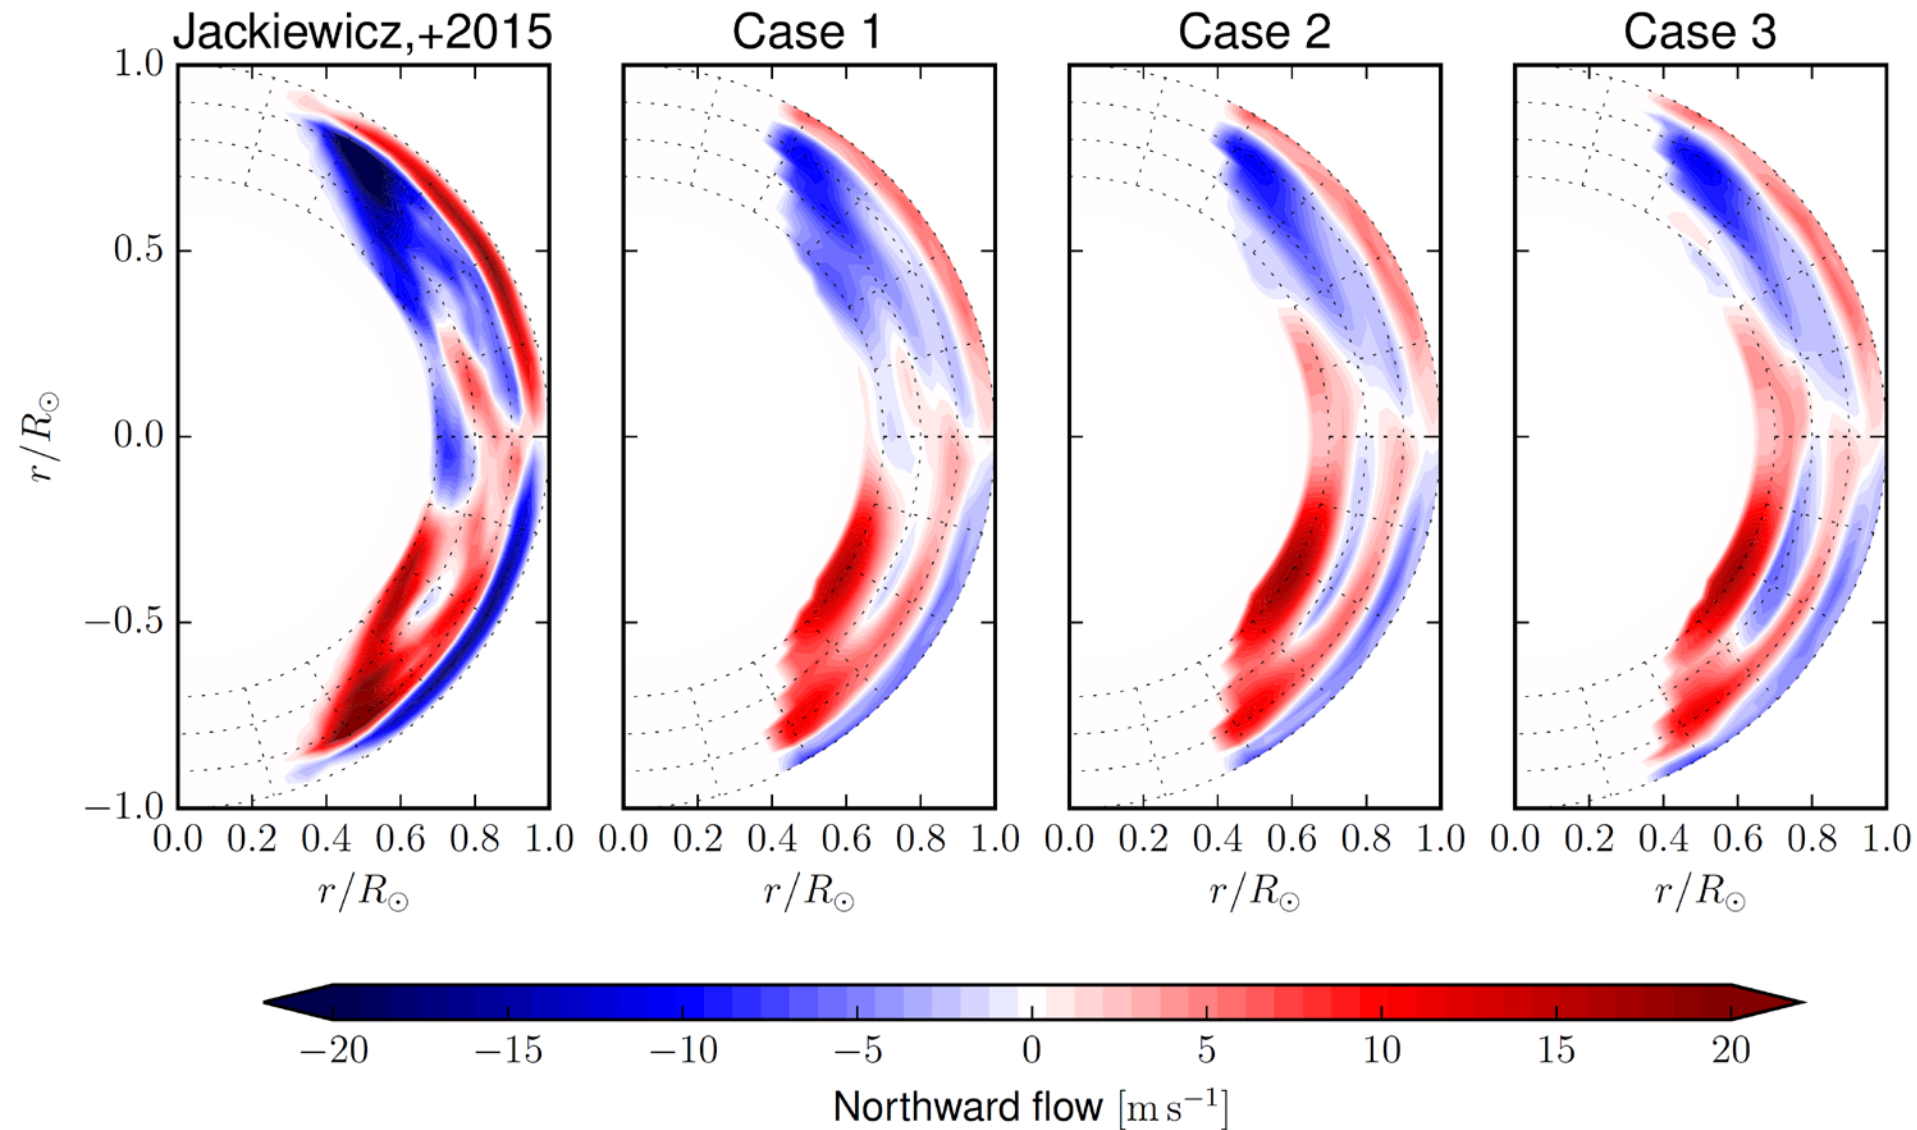 Jackiewicz,+2015 Case 1 Case 2 Case 3
1.0
0.5
0.0
−0.5
−1.0
r/R☉
0.0 0.2 0.4 0.6 0.8 1.0 0.0 0.2 0.4 0.6 0.8 1.0 0.0 0.2 0.4 0.6 0.8 1.0 0.0 0.2 0.4 0.6 0.8 1.0
r/R☉ r/R☉ r/R☉ r/R☉
−20 −15 −10 −5 0 5 10 15 20
Northward flow [m s⁻¹]